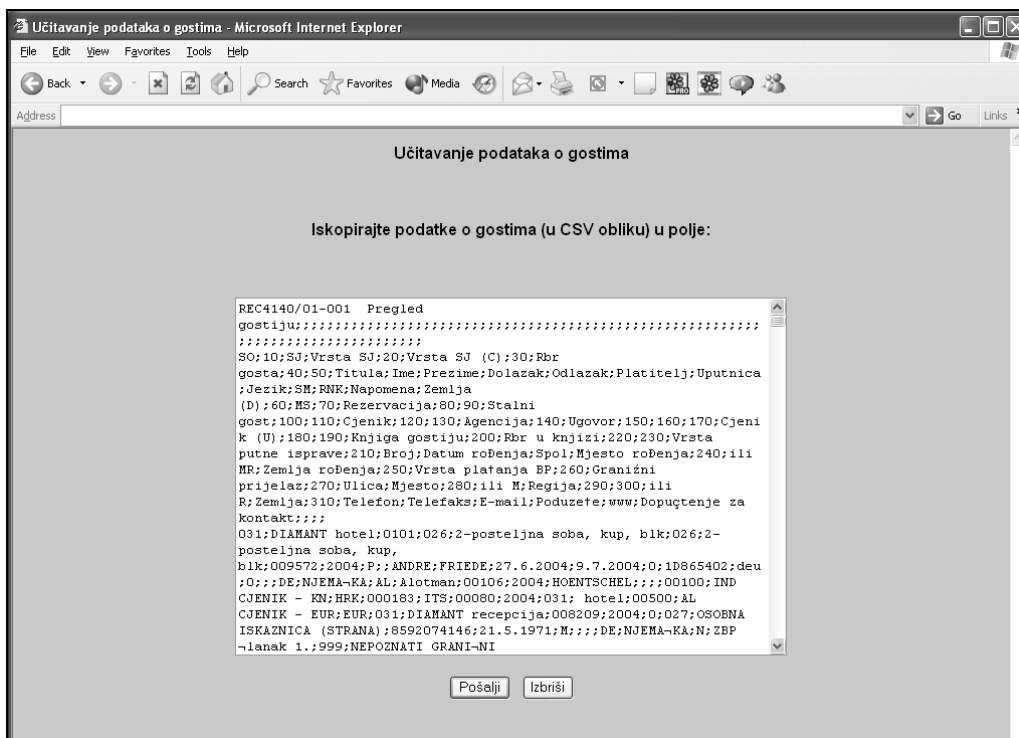 Učitavanje podataka o gostima - Microsoft Internet Explorer
File Edit View Favorites Tools Help
Back Search Favorites Media
Address Go Links
Učitavanje podataka o gostima
Iskopirajte podatke o gostima (u CSV obliku) u polje:
REC4140/01-001 Pregled
gostiju;;;;;;;;;;;;;;;;;;;;;;;;;;;;;;;;;;;;;;;;;;;;;;;;;;;;;;;;;;
;;;;;;;;;;;;;;;;;;;;;;;
SO;10;SJ;Vrsta SJ;20;Vrsta SJ (C);30;Rbr
gosta;40;50;Titula;Ime;Prezime;Dolazak;Odlazak;Platitelj;Uputnica
;Jezik;SM;RNK;Napomena;Zemlja
(D);60;MS;70;Rezervacija;80;90;Stalni
gost;100;110;Cjenik;120;130;Agencija;140;Ugovor;150;160;170;Cjeni
k (U);180;190;Knjiga gostiju;200;Rbr u knjizi;220;230;Vrsta
putne isprave;210;Broj;Datum roÐenja;Spol;Mjesto roÐenja;240;ili
MR;Zemlja roÐenja;250;Vrsta pla†anja BP;260;Graniźni
prijelaz;270;Ulica;Mjesto;280;ili M;Regija;290;300;ili
R;Zemlja;310;Telefon;Telefaks;E-mail;Poduze†e;www;Dopuçtenje za
kontakt;;;;
031;DIAMANT hotel;0101;026;2-posteljna soba, kup, blk;026;2-
posteljna soba, kup,
blk;009572;2004;P;;ANDRE;FRIEDE;27.6.2004;9.7.2004;0;1D865402;deu
;0;;;DE;NJEMA¬KA;AL;Alotman;00106;2004;HOENTSCHEL;;;;00100;IND
CJENIK - KN;HRK;000183;ITS;00080;2004;031; hotel;00500;AL
CJENIK - EUR;EUR;031;DIAMANT recepcija;008209;2004;0;027;OSOBNA
ISKAZNICA (STRANA);8592074146;21.5.1971;M;;;;DE;NJEMA¬KA;N;ZBP
¬lanak 1.;999;NEPOZNATI GRANI¬NI
Pošalji Izbriši